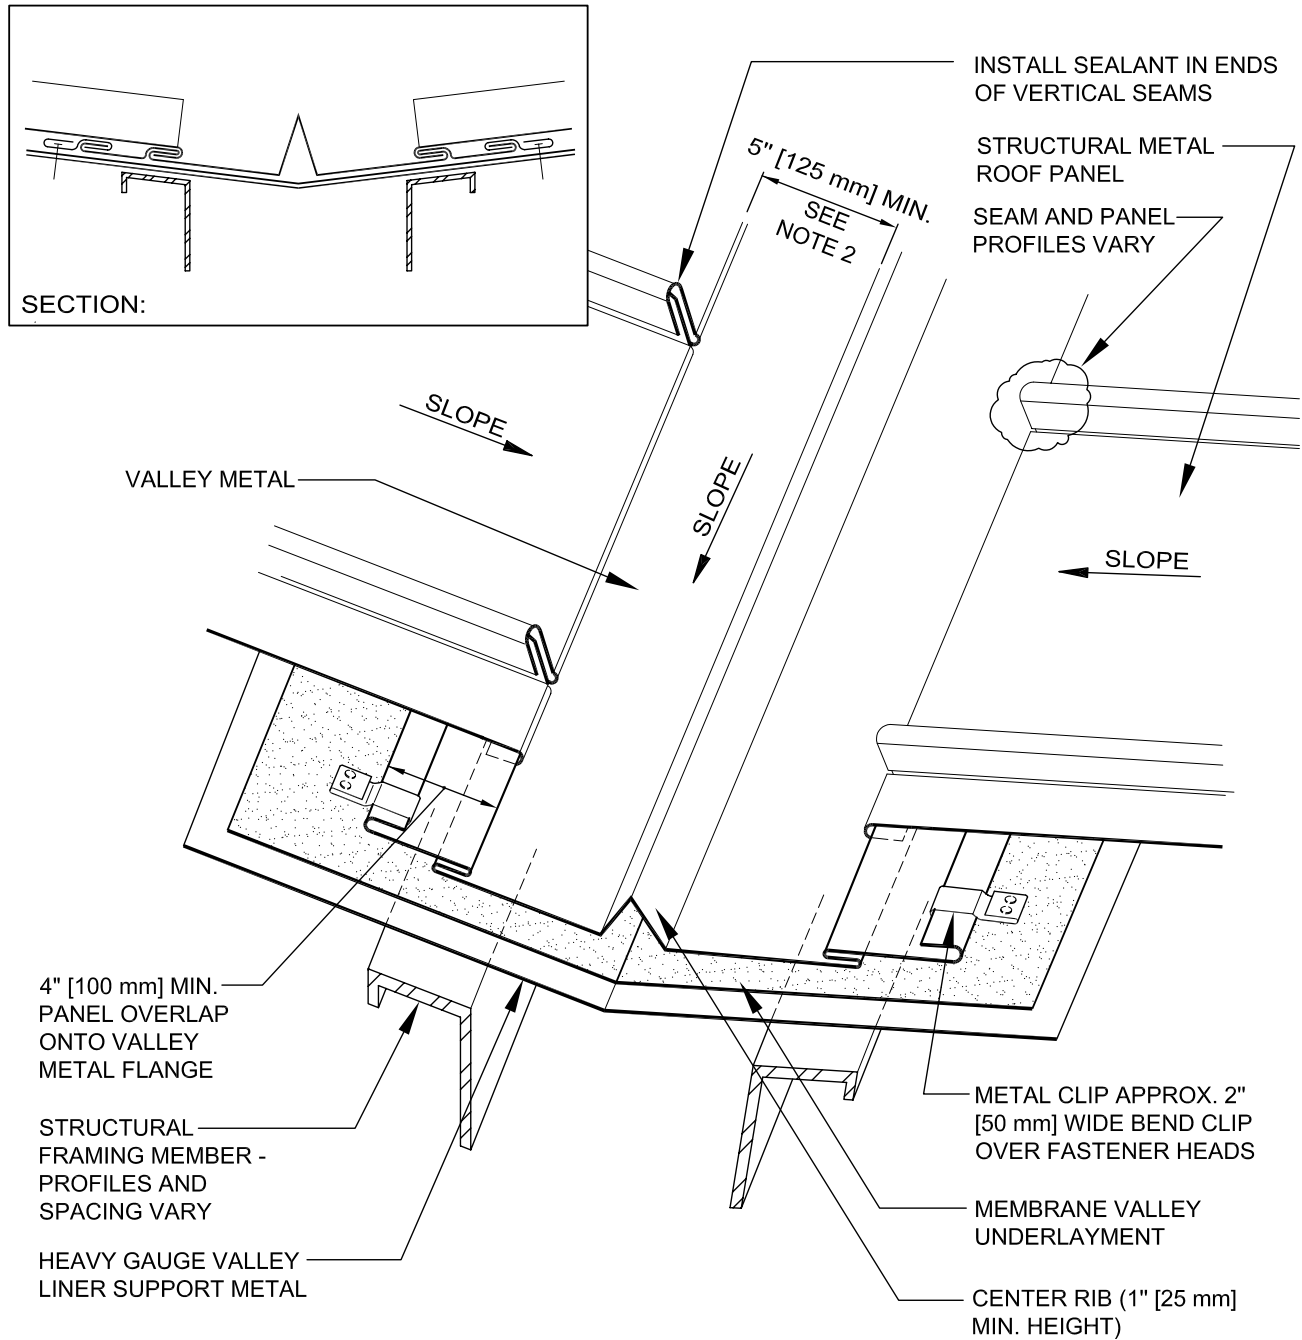 SECTION:
INSTALL SEALANT IN ENDS
OF VERTICAL SEAMS
STRUCTURAL METAL
ROOF PANEL
SEAM AND PANEL
PROFILES VARY
5" [125 mm] MIN.
SEE
NOTE 2
SLOPE
VALLEY METAL
SLOPE
SLOPE
4" [100 mm] MIN.
PANEL OVERLAP
ONTO VALLEY
METAL FLANGE
STRUCTURAL
FRAMING MEMBER -
PROFILES AND
SPACING VARY
HEAVY GAUGE VALLEY
LINER SUPPORT METAL
METAL CLIP APPROX. 2"
[50 mm] WIDE BEND CLIP
OVER FASTENER HEADS
MEMBRANE VALLEY
UNDERLAYMENT
CENTER RIB (1" [25 mm]
MIN. HEIGHT)